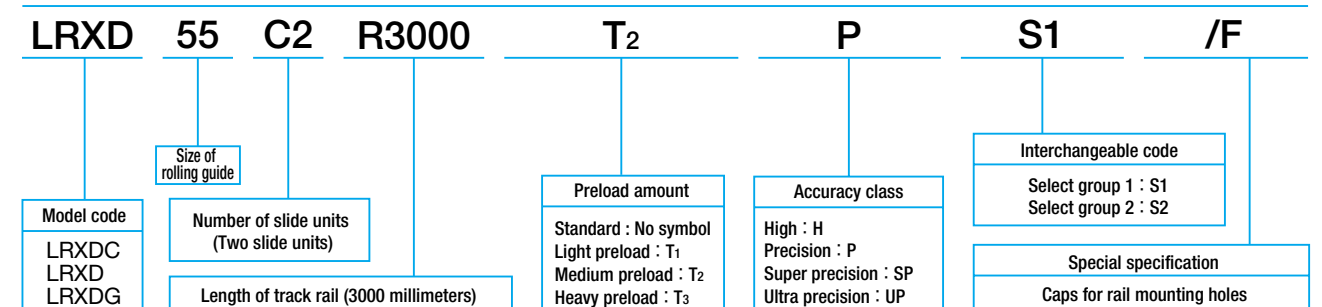 LRXD 55 C2 R3000 T2 P S1 /F
Size of
rolling guide
Model code
LRXDC
LRXD
LRXDG
Number of slide units
(Two slide units)
Length of track rail (3000 millimeters)
Preload amount
Standard : No symbol
Light preload : T1
Medium preload : T2
Heavy preload : T3
Accuracy class
High : H
Precision : P
Super precision : SP
Ultra precision : UP
Interchangeable code
Select group 1 : S1
Select group 2 : S2
Special specification
Caps for rail mounting holes